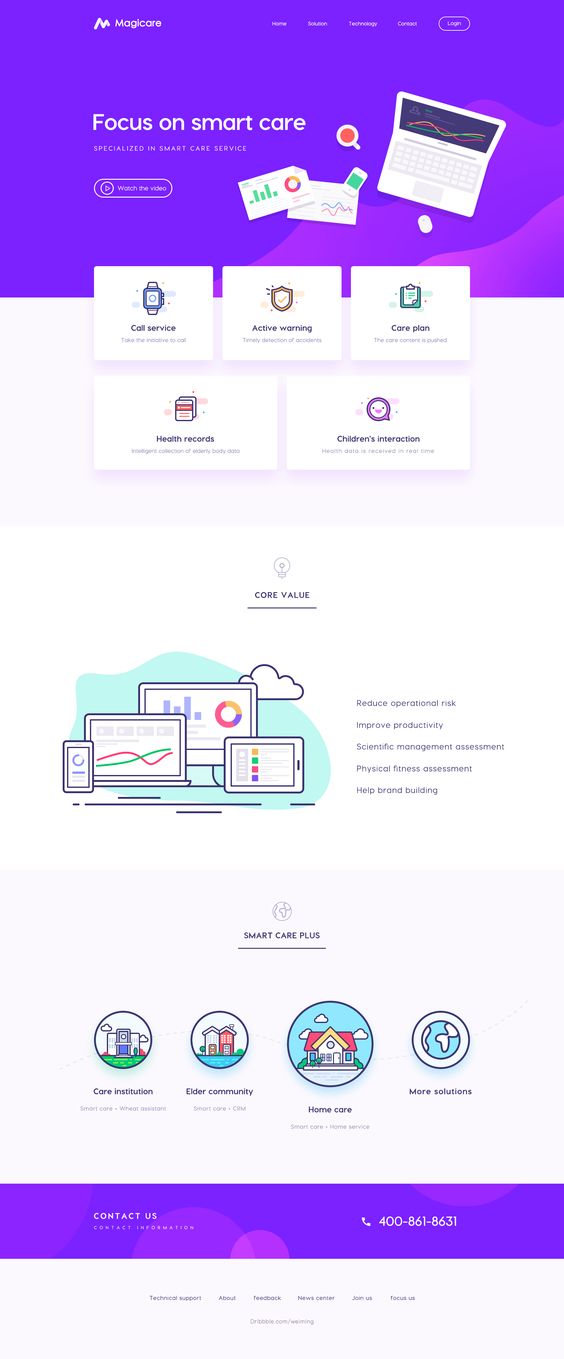 Magicare
Home Solution Technology Contact Login
Focus on smart care
SPECIALIZED IN SMART CARE SERVICE
Watch the video
Call service
Take the initiative to call
Active warning
Timely detection of accidents
Care plan
The care content is pushed
Health records
Intelligent collection of elderly body data
Children's interaction
Health data is received in real time
CORE VALUE
Reduce operational risk
Improve productivity
Scientific management assessment
Physical fitness assessment
Help brand building
SMART CARE PLUS
Care institution
Smart care + Wheat assistant
Elder community
Smart care + CRM
Home care
Smart care + Home service
More solutions
CONTACT US
CONTACT INFORMATION
400-861-8631
Technical support About feedback News center Join us focus us
Dribbble.com/weiming